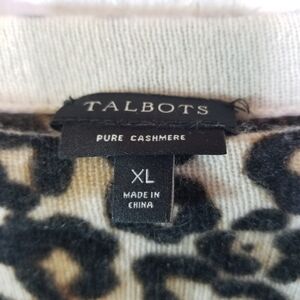 TALBOTS
PURE CASHMERE
XL
MADE IN
CHINA